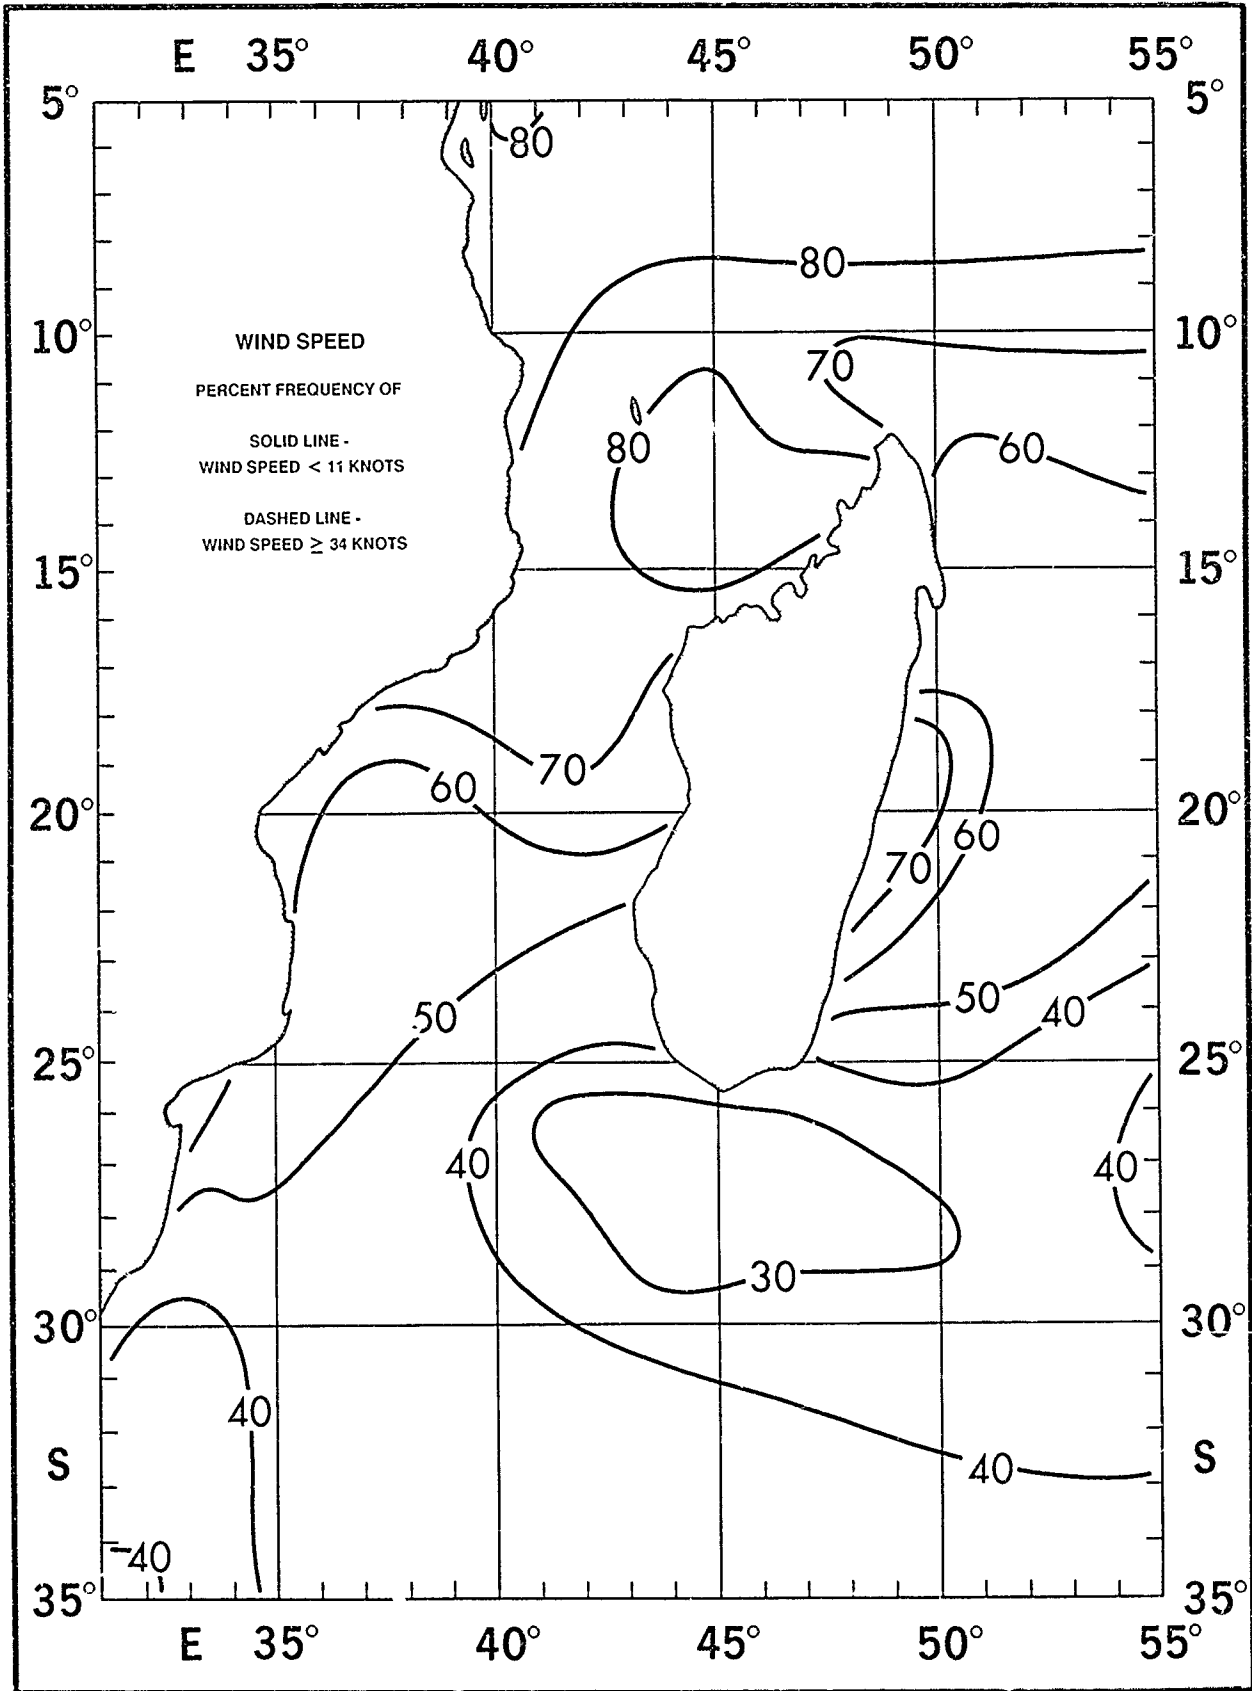 E 35° 40° 45° 50° 55°
5° 5°
80
80
10° 10°
WIND SPEED
70
PERCENT FREQUENCY OF
SOLID LINE -
80 60
WIND SPEED < 11 KNOTS
DASHED LINE -
WIND SPEED ≥ 34 KNOTS
15° 15°
70
60
20° 20°
60
70
50 40
50
25° 25°
40 40
30
30° 30°
40
S S
40
40
35° 35°
E 35° 40° 45° 50° 55°